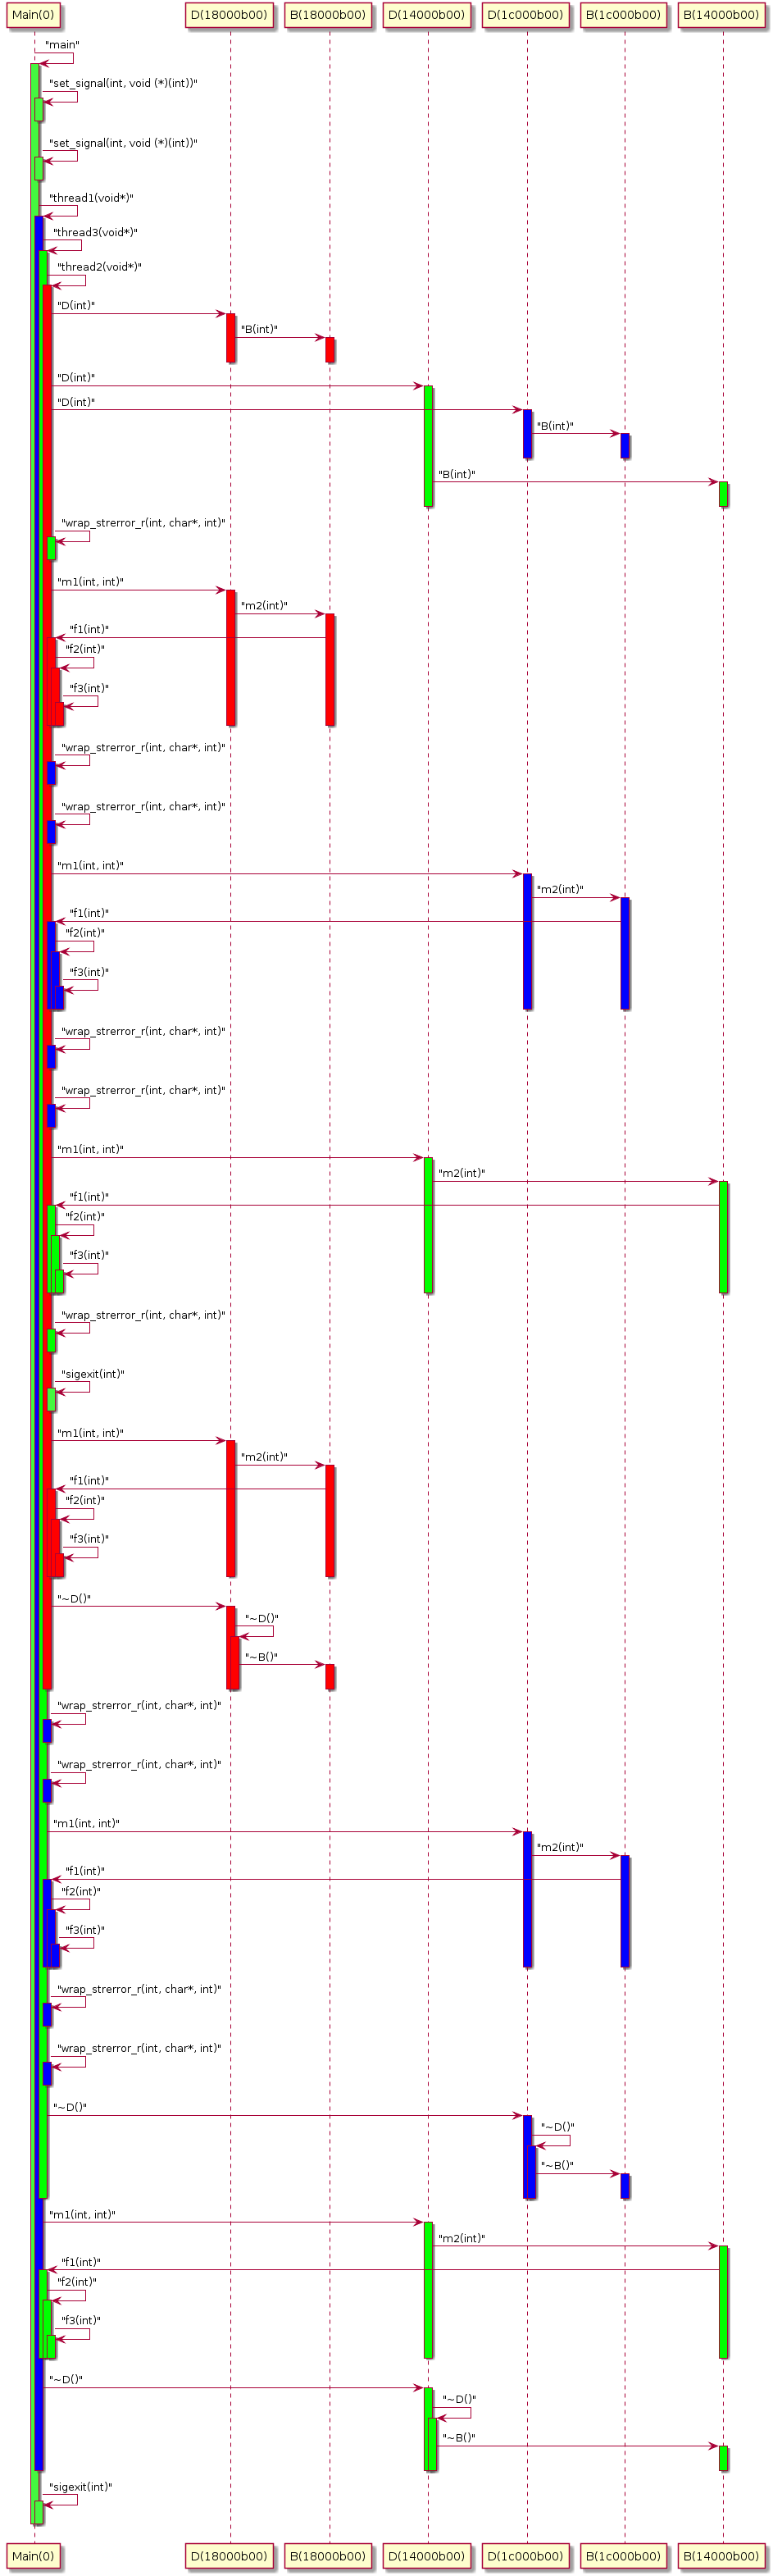 Main(0) D(18000b00) B(18000b00) D(14000b00) D(1c000b00) B(1c000b00) B(14000b00)
"main"
"set_signal(int, void (*)(int))"
"set_signal(int, void (*)(int))"
"thread1(void*)"
"thread3(void*)"
"thread2(void*)"
"D(int)"
"B(int)"
"D(int)"
"D(int)"
"B(int)"
"B(int)"
"wrap_strerror_r(int, char*, int)"
"m1(int, int)"
"m2(int)"
"f1(int)"
"f2(int)"
"f3(int)"
"wrap_strerror_r(int, char*, int)"
"wrap_strerror_r(int, char*, int)"
"m1(int, int)"
"m2(int)"
"f1(int)"
"f2(int)"
"f3(int)"
"wrap_strerror_r(int, char*, int)"
"wrap_strerror_r(int, char*, int)"
"m1(int, int)"
"m2(int)"
"f1(int)"
"f2(int)"
"f3(int)"
"wrap_strerror_r(int, char*, int)"
"sigexit(int)"
"m1(int, int)"
"m2(int)"
"f1(int)"
"f2(int)"
"f3(int)"
"~D()"
"~D()"
"~B()"
"wrap_strerror_r(int, char*, int)"
"wrap_strerror_r(int, char*, int)"
"m1(int, int)"
"m2(int)"
"f1(int)"
"f2(int)"
"f3(int)"
"wrap_strerror_r(int, char*, int)"
"wrap_strerror_r(int, char*, int)"
"~D()"
"~D()"
"~B()"
"m1(int, int)"
"m2(int)"
"f1(int)"
"f2(int)"
"f3(int)"
"~D()"
"~D()"
"~B()"
"sigexit(int)"
Main(0) D(18000b00) B(18000b00) D(14000b00) D(1c000b00) B(1c000b00) B(14000b00)